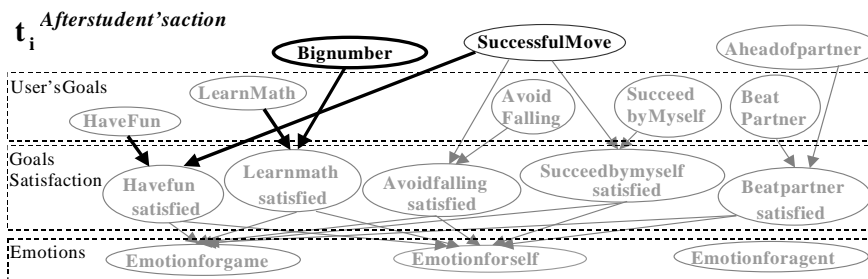 t i Afterstudent'saction
Bignumber
SuccessfulMove
Aheadofpartner
User'sGoals
HaveFun
LearnMath
Avoid
Falling
Succeed
byMyself
Beat
Partner
Goals
Satisfaction
Havefun
satisfied
Learnmath
satisfied
Avoidfalling
satisfied
Succeedbymyself
satisfied
Beatpartner
satisfied
Emotions
Emotionforgame
Emotionforself
Emotionforagent